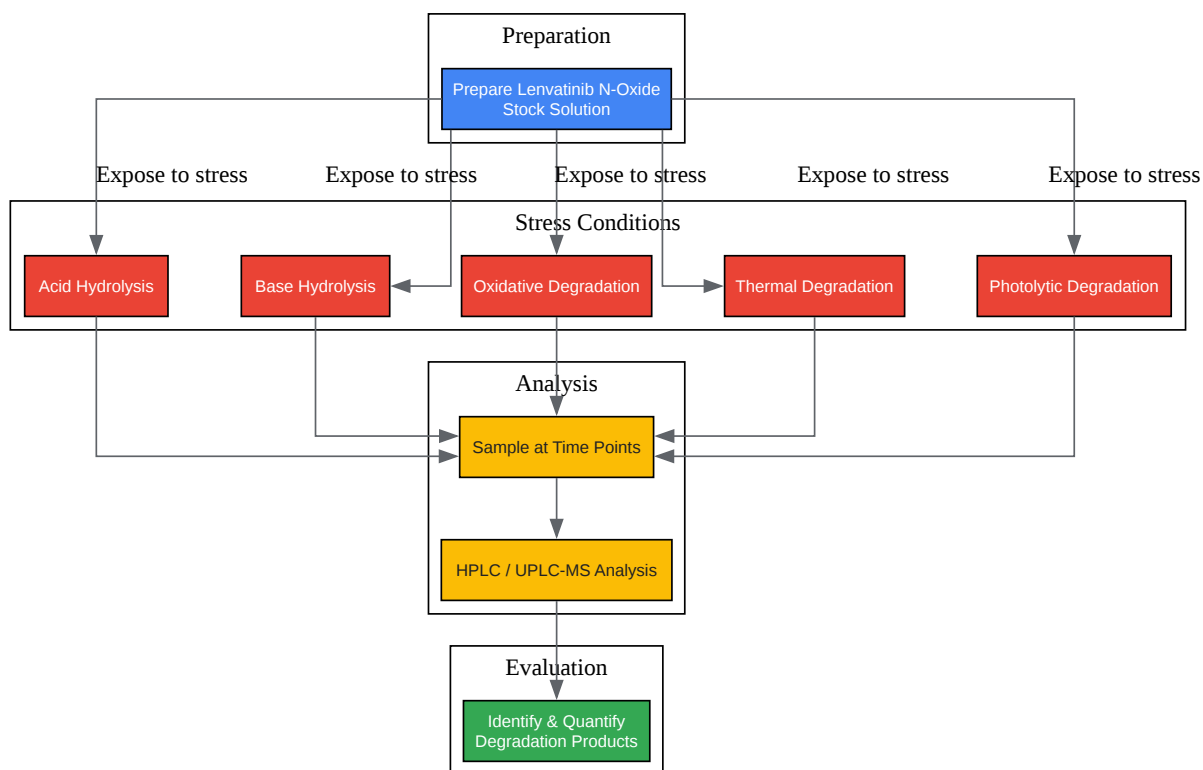 Preparation
Prepare Lenvatinib N-Oxide
Stock Solution
Expose to stress
Expose to stress
Expose to stress
Expose to stress
Expose to stress
Stress Conditions
Acid Hydrolysis
Base Hydrolysis
Oxidative Degradation
Thermal Degradation
Photolytic Degradation
Analysis
Sample at Time Points
HPLC / UPLC-MS Analysis
Evaluation
Identify & Quantify
Degradation Products